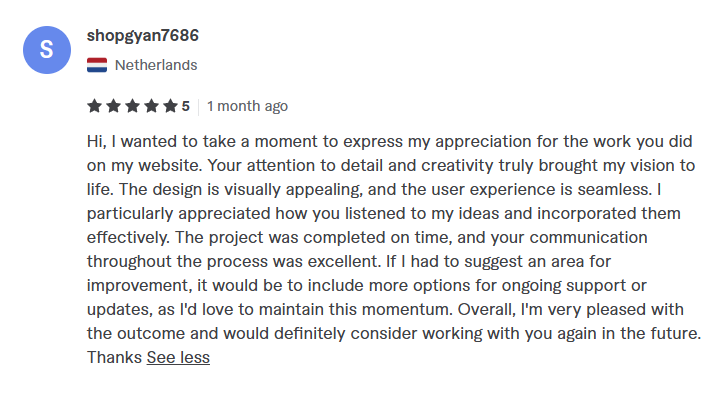 S
shopgyan7686
Netherlands
5 1 month ago
Hi, I wanted to take a moment to express my appreciation for the work you did
on my website. Your attention to detail and creativity truly brought my vision to
life. The design is visually appealing, and the user experience is seamless. I
particularly appreciated how you listened to my ideas and incorporated them
effectively. The project was completed on time, and your communication
throughout the process was excellent. If I had to suggest an area for
improvement, it would be to include more options for ongoing support or
updates, as I'd love to maintain this momentum. Overall, I'm very pleased with
the outcome and would definitely consider working with you again in the future.
Thanks See less